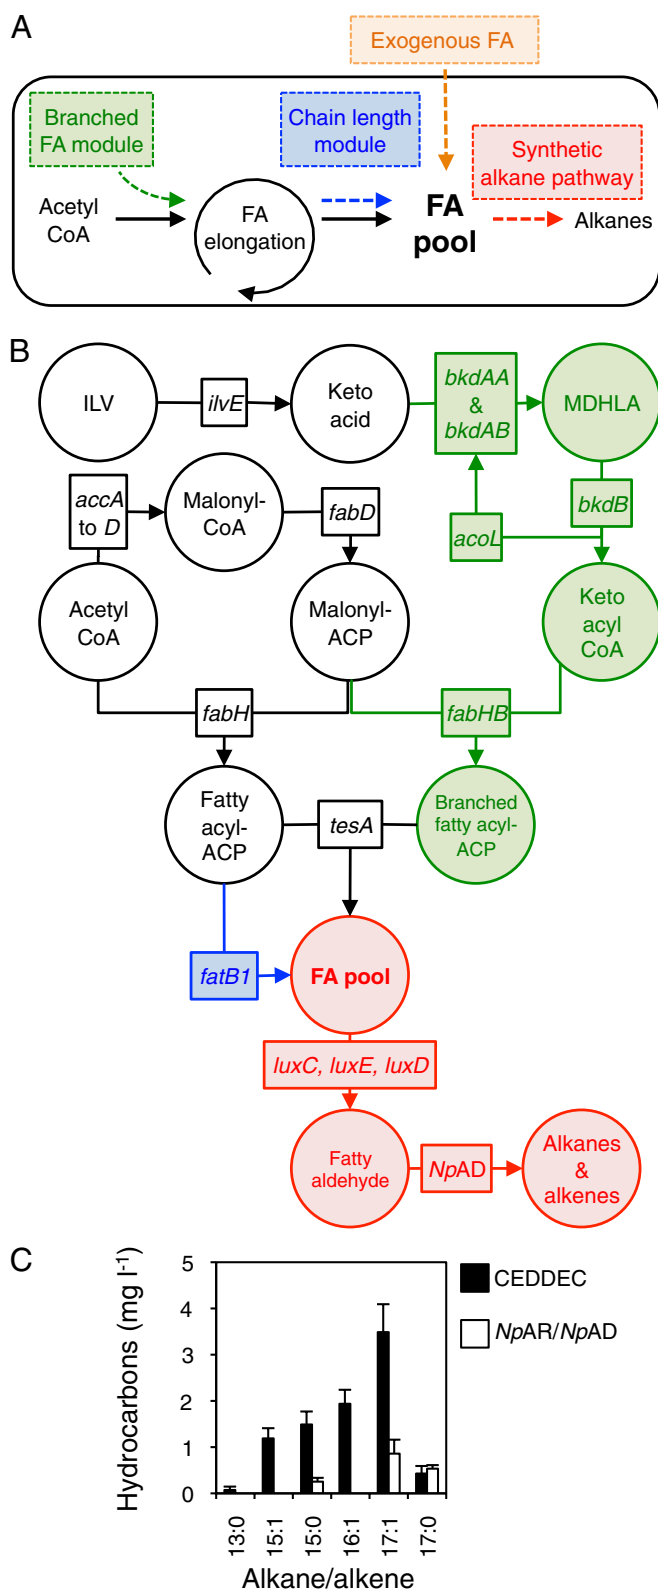 A
Exogenous FA
Branched
FA module
Chain length
module
Synthetic
alkane pathway
Acetyl
CoA
FA
elongation
FA
pool
Alkanes
B
ILV
ilvE
Keto
acid
bkdAA
&
bkdAB
MDHLA
accA
to D
Malonyl-
CoA
fabD
acoL
bkdB
Acetyl
CoA
Malonyl-
ACP
Keto
acyl
CoA
fabH
fabHB
Fatty
acyl-
ACP
tesA
Branched
fatty acyl-
ACP
fatB1
FA pool
luxC, luxE, luxD
Fatty
aldehyde
NpAD
Alkanes
&
alkenes
C
Hydrocarbons (mg l-1)
5
4
3
2
1
0
CEDDEC
NpAR/NpAD
13:0
15:1
15:0
16:1
17:1
17:0
Alkane/alkene